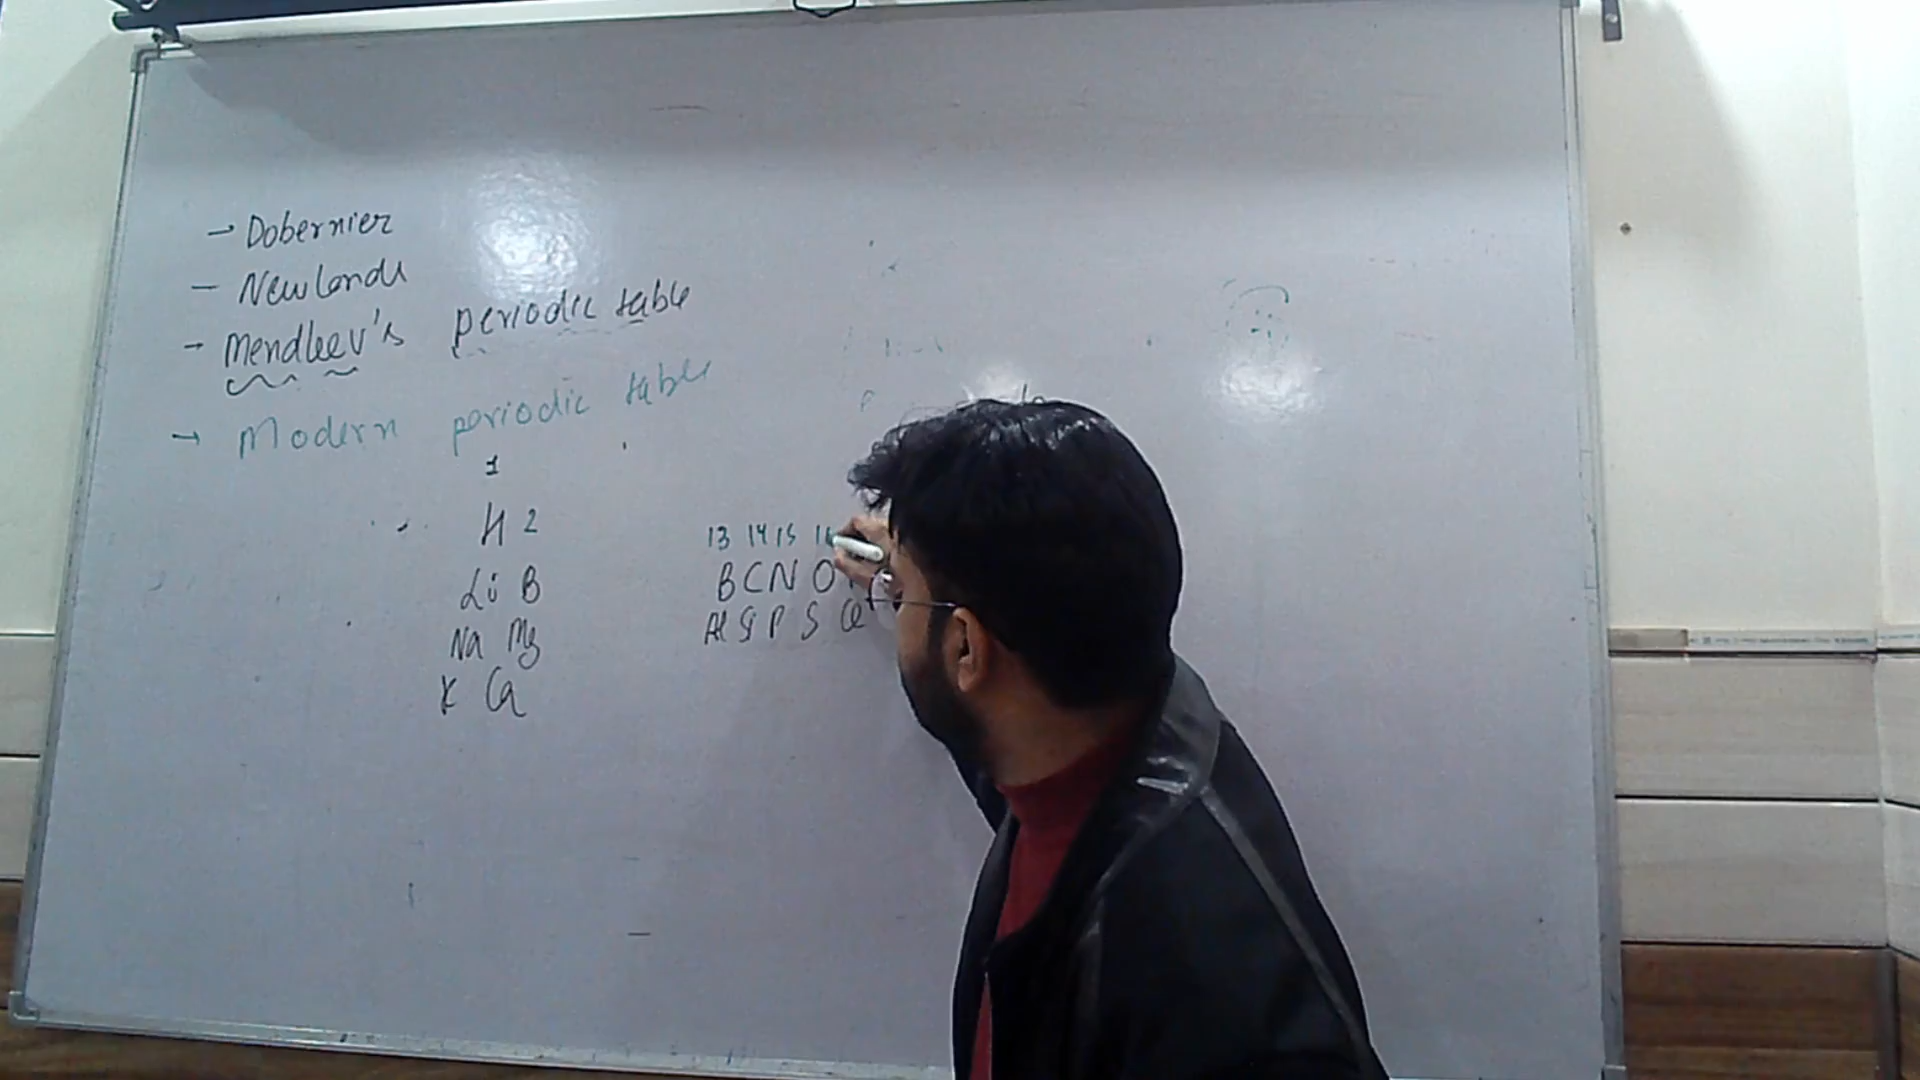 → Dobernier
– Newlands
→ Mendleev's periodic table
→ Modern periodic table
1
H 2
13 14 15 16
Li B
B C N O
Na Mg
Al Si P S Cl
K Ca